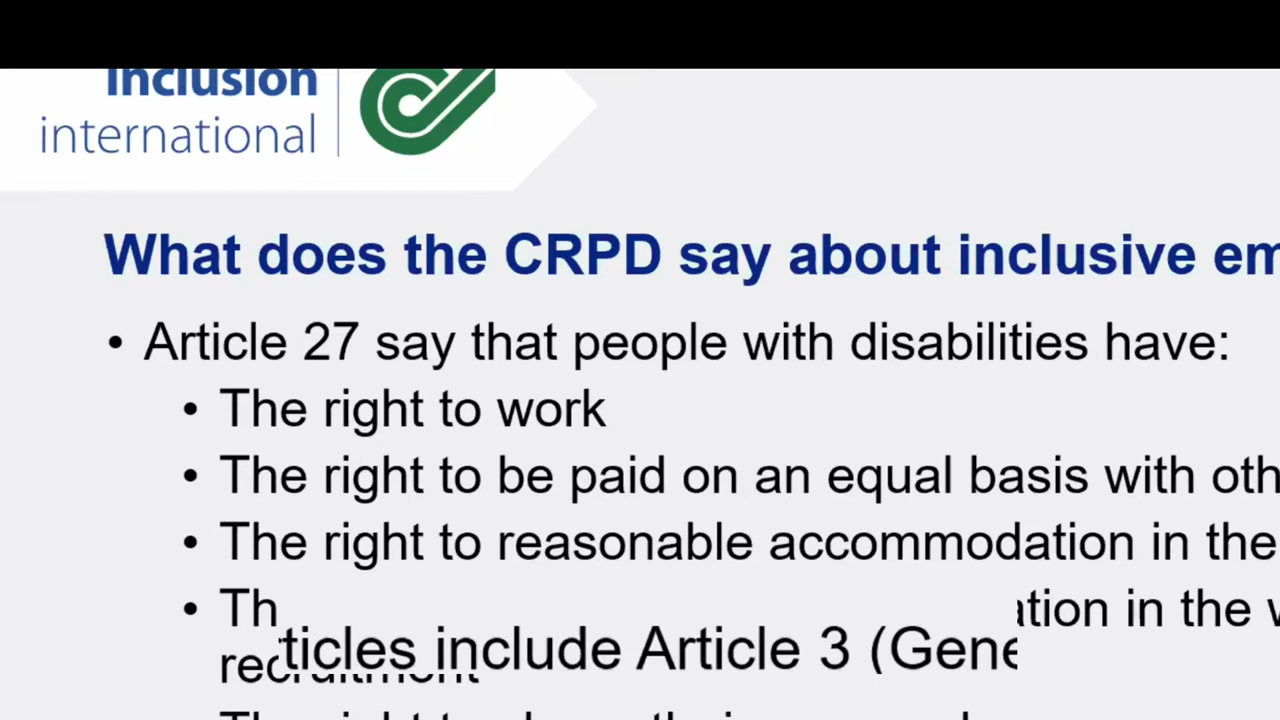 Inclusion
international
What does the CRPD say about inclusive em
• Article 27 say that people with disabilities have:
• The right to work
• The right to be paid on an equal basis with oth
• The right to reasonable accommodation in the
• Th ation in the w
ticles include Article 3 (Gene
recruitment